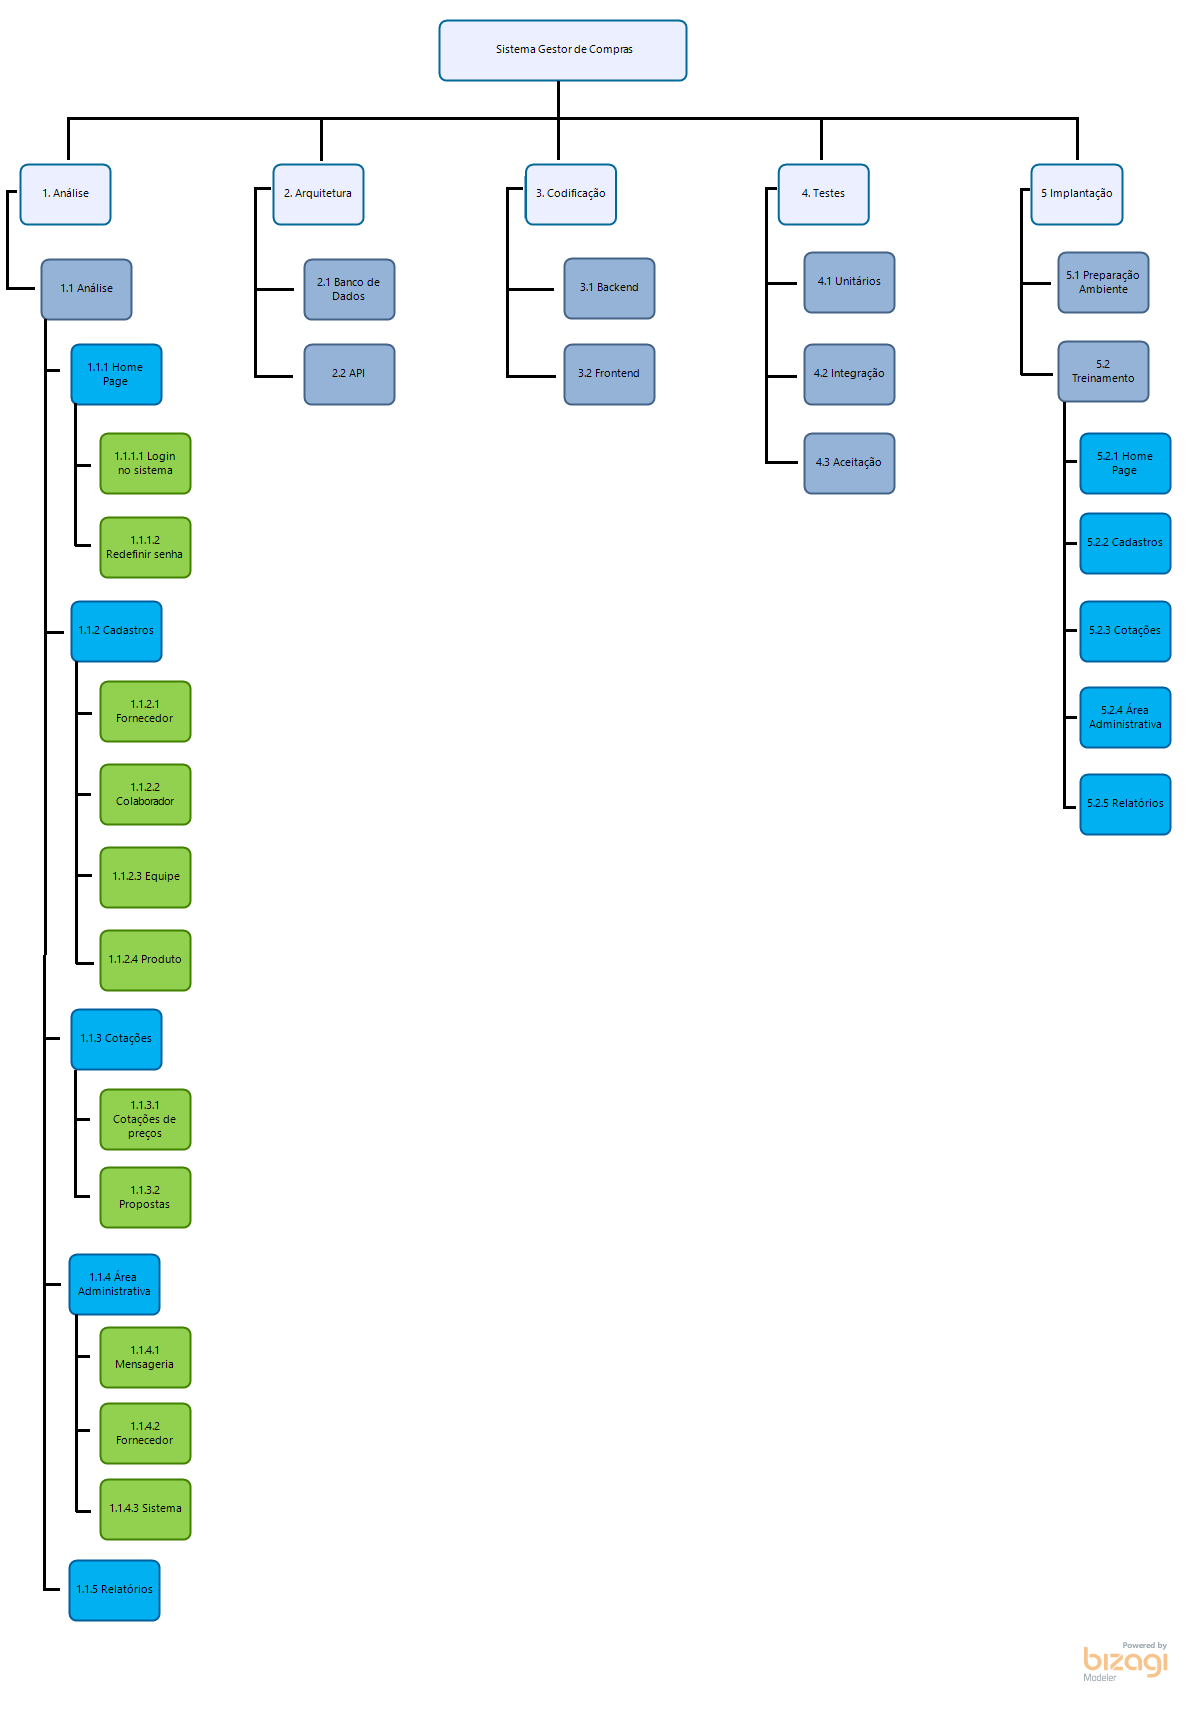 Sistema Gestor de Compras
1. Análise
2. Arquitetura
3. Codificação
4. Testes
5 Implantação
1.1 Análise
1.1.1 Home
Page
1.1.1.1 Login
no sistema
1.1.1.2
Redefinir senha
1.1.2 Cadastros
1.1.2.1
Fornecedor
1.1.2.2
Colaborador
1.1.2.3 Equipe
1.1.2.4 Produto
1.1.3 Cotações
1.1.3.1
Cotações de
preços
1.1.3.2
Propostas
1.1.4 Área
Administrativa
1.1.4.1
Mensageria
1.1.4.2
Fornecedor
1.1.4.3 Sistema
1.1.5 Relatórios
2.1 Banco de
Dados
2.2 API
3.1 Backend
3.2 Frontend
4.1 Unitários
4.2 Integração
4.3 Aceitação
5.1 Preparação
Ambiente
5.2
Treinamento
5.2.1 Home
Page
5.2.2 Cadastros
5.2.3 Cotações
5.2.4 Área
Administrativa
5.2.5 Relatórios
Powered by
bizagi
Modeler